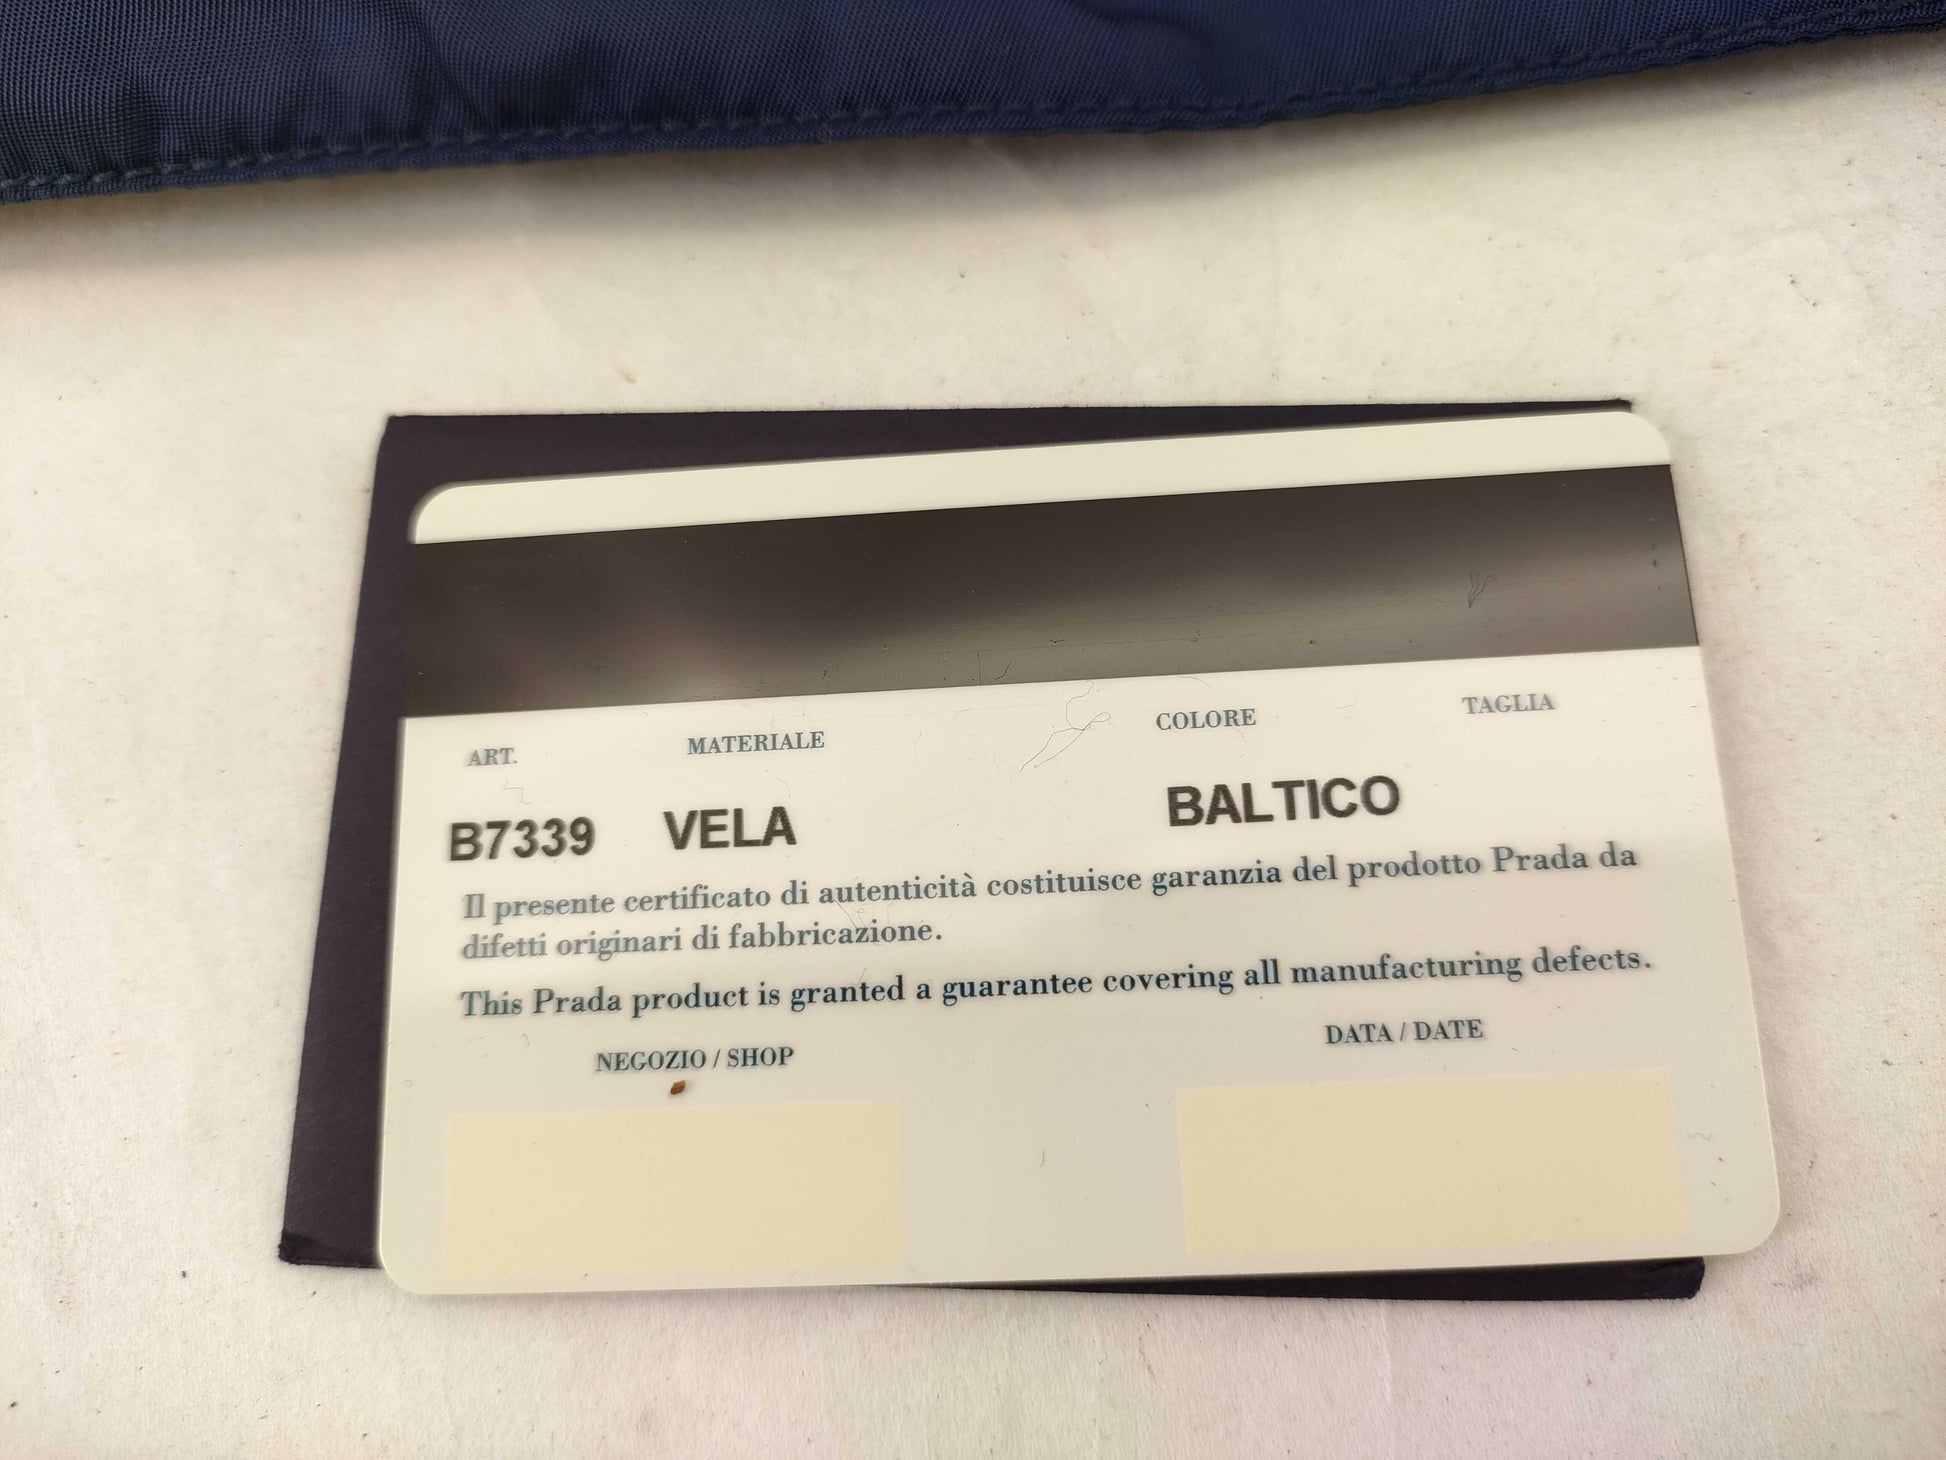 ART. MATERIALE COLORE TAGLIA
B7339 VELA BALTICO
Il presente certificato di autenticità costituisce garanzia del prodotto Prada da
difetti originari di fabbricazione.
This Prada product is granted a guarantee covering all manufacturing defects.
NEGOZIO / SHOP DATA / DATE